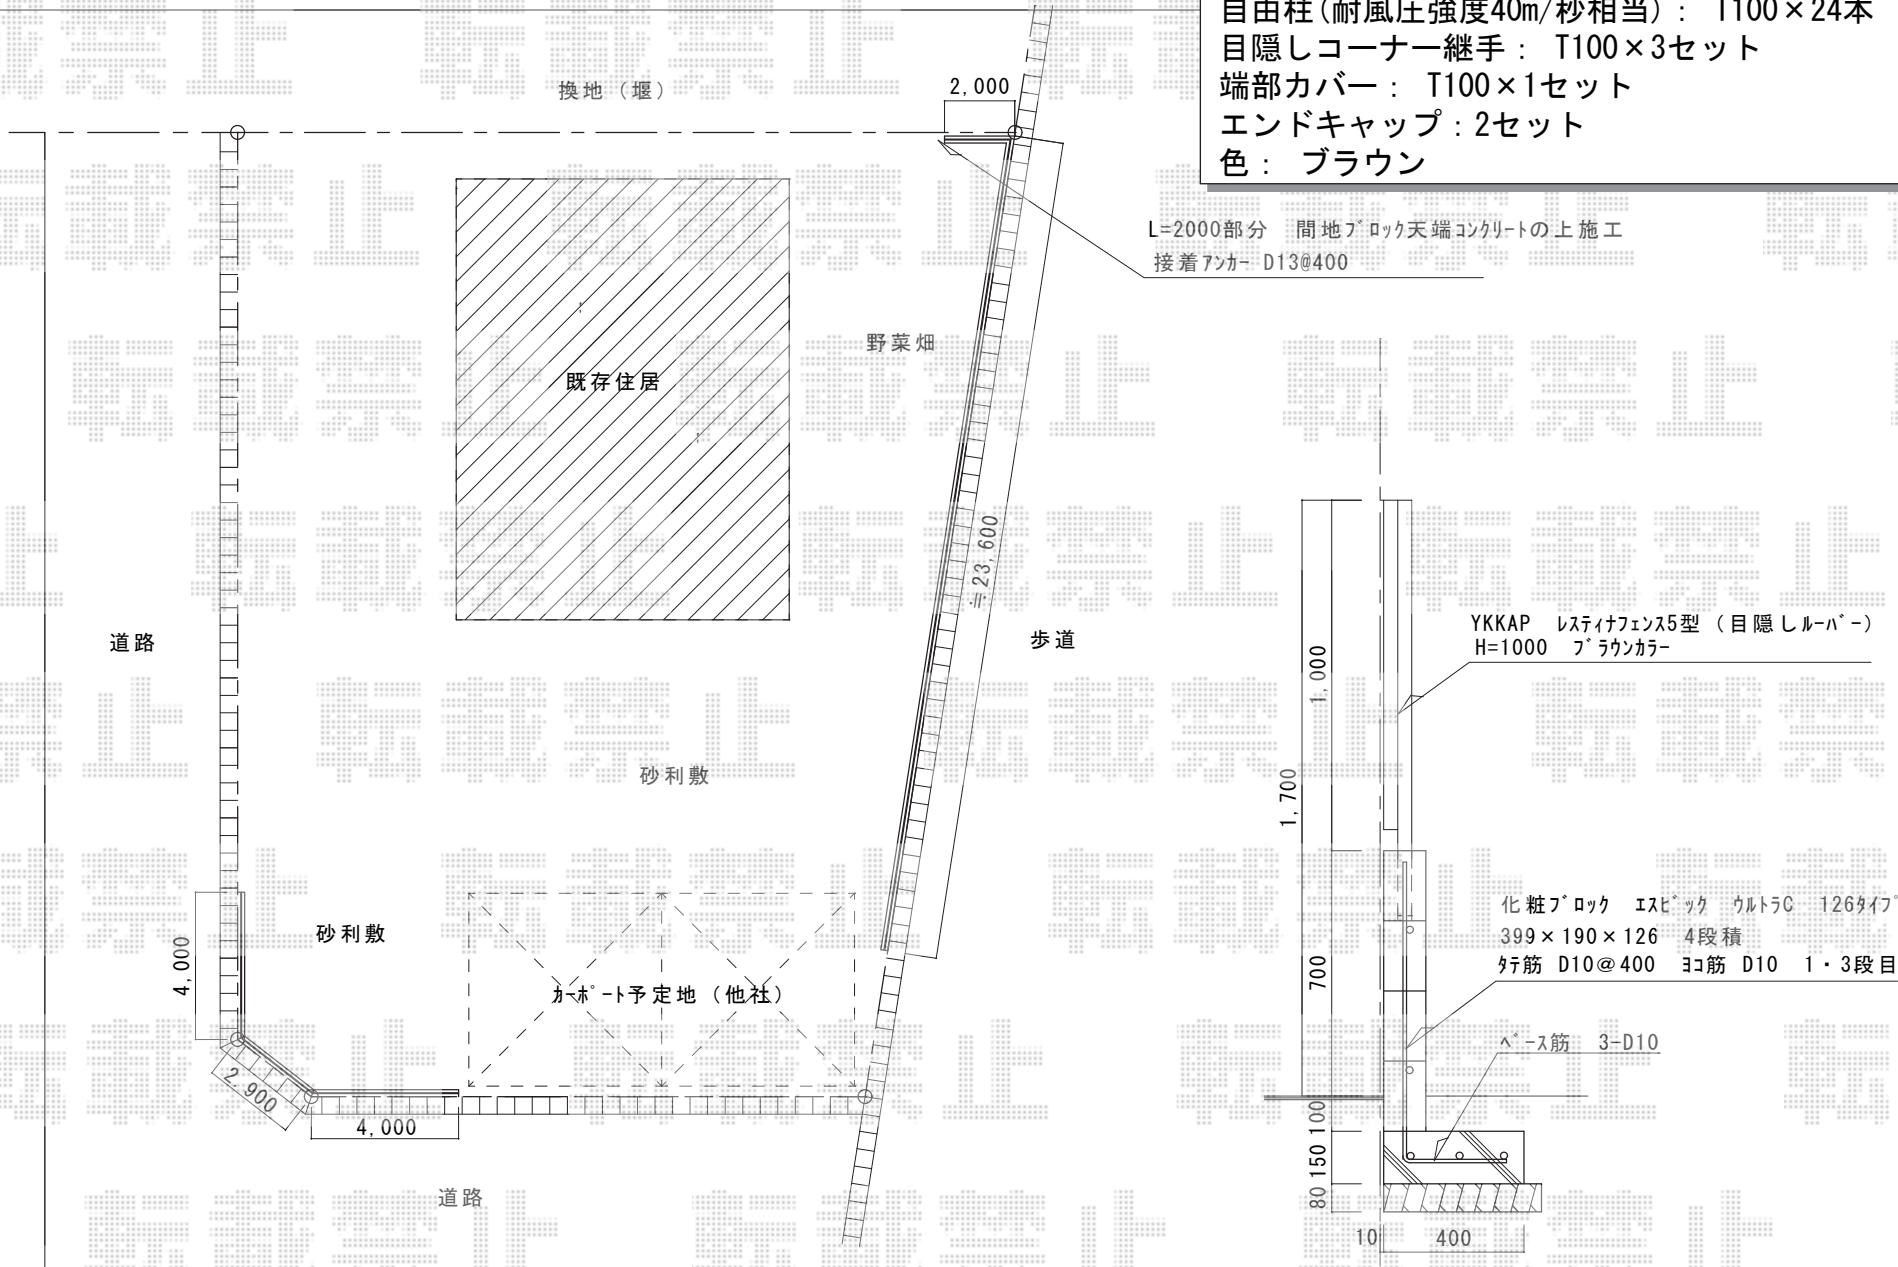 自由柱(耐風圧強度40m/秒相当)： T100×24本
目隠しコーナー継手： T100×3セット
端部カバー： T100×1セット
エンドキャップ：2セット
色： ブラウン
換地（堰）
2,000
L=2000部分　間地ﾌﾞﾛｯｸ天端ｺﾝｸﾘｰﾄの上施工
接着ｱﾝｶｰ D13@400
野菜畑
既存住居
≒23,600
道路
歩道
YKKAP　ﾚｽﾃｨﾅﾌｪﾝｽ5型（目隠しﾙｰﾊﾞｰ）
H=1000　ﾌﾞﾗｳﾝｶﾗｰ
1,000
1,700
砂利敷
砂利敷
4,000
ｶｰﾎﾟｰﾄ予定地（他社）
化粧ﾌﾞﾛｯｸ　ｴｽﾋﾞｯｸ　ｳﾙﾄﾗC　126ﾀｲﾌﾟ
399×190×126　4段積
ﾀﾃ筋 D10@400　ﾖｺ筋 D10　1・3段目
700
ﾍﾞｰｽ筋　3-D10
2,900
4,000
100
150
80
道路
10
400
転載禁止